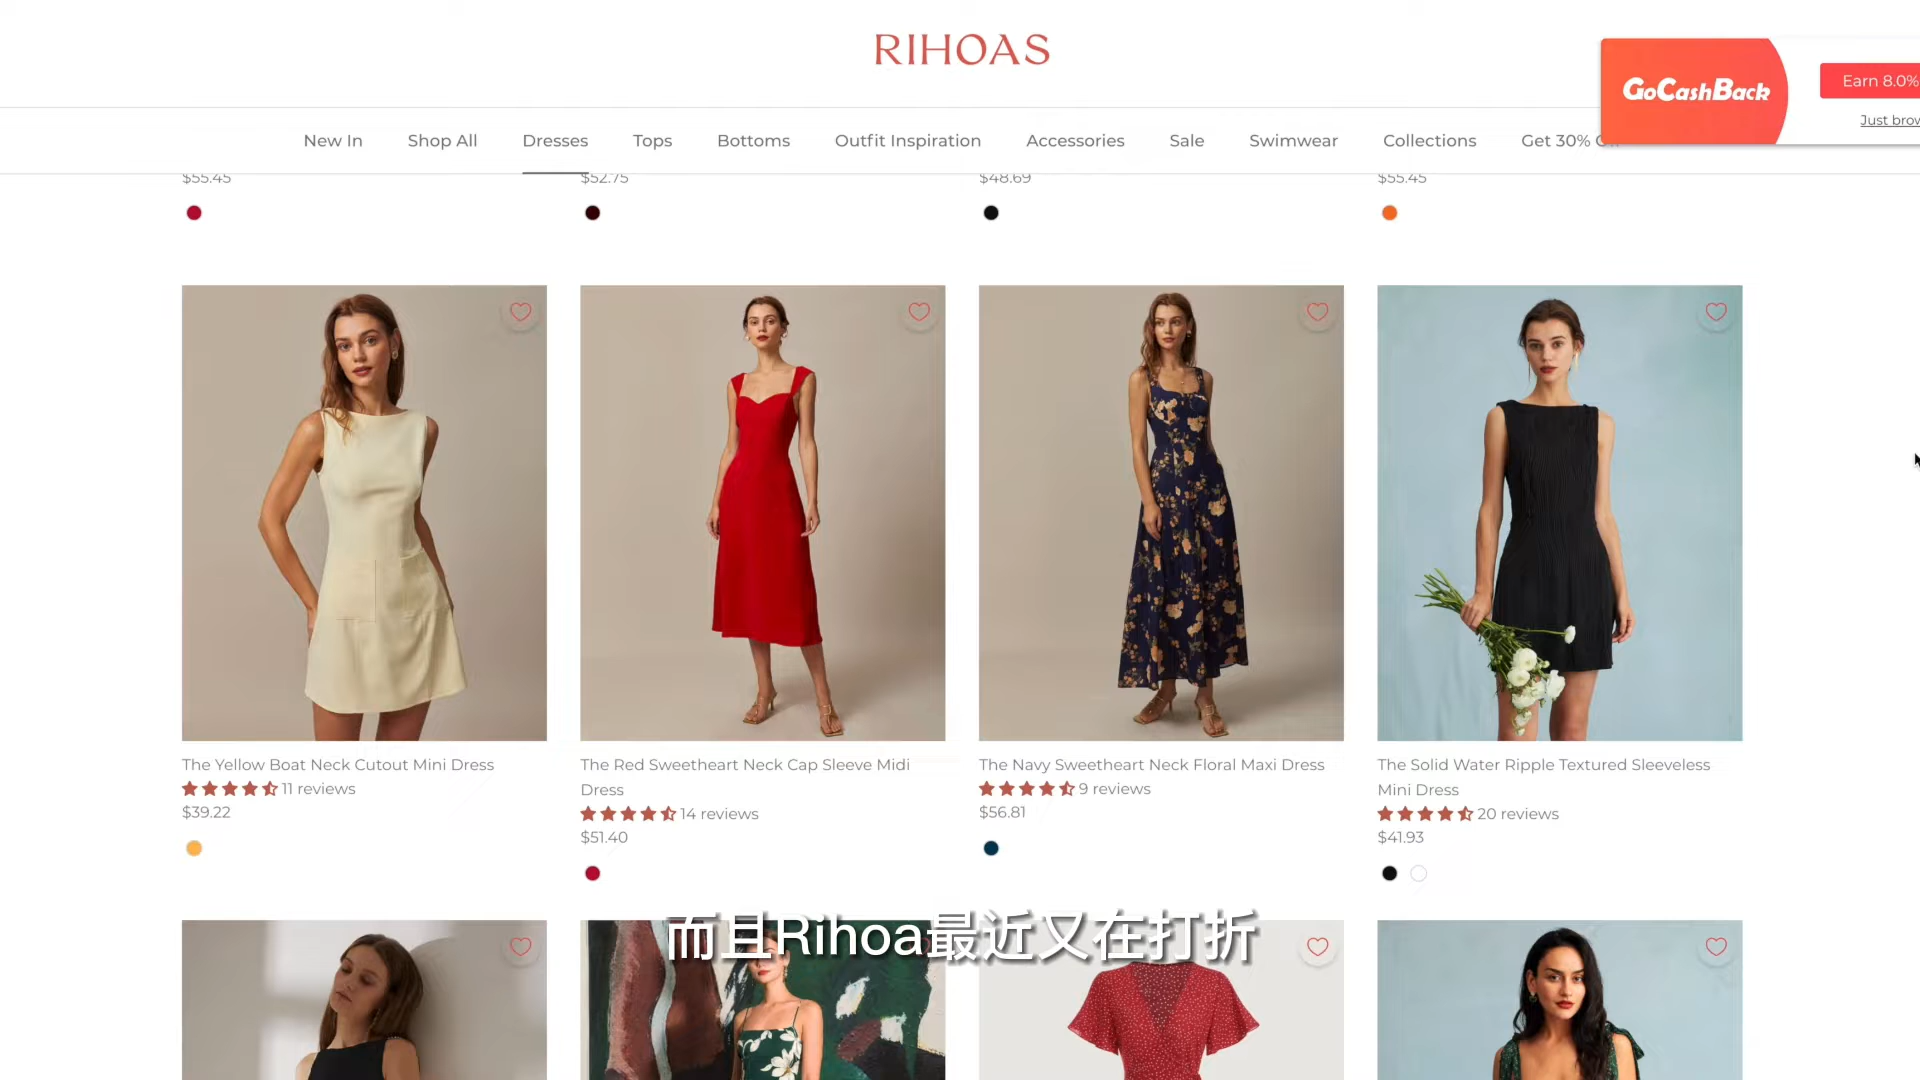 RIHOAS
GoCashBack
Earn 8.0%
New In
Shop All
Dresses
Tops
Bottoms
Outfit Inspiration
Accessories
Sale
Swimwear
Collections
Get 30%
$55.45
$52.75
$48.69
$55.45
The Yellow Boat Neck Cutout Mini Dress
11 reviews
$39.22
The Red Sweetheart Neck Cap Sleeve Midi
Dress
14 reviews
$51.40
The Navy Sweetheart Neck Floral Maxi Dress
9 reviews
$56.81
The Solid Water Ripple Textured Sleeveless
Mini Dress
20 reviews
$41.93
而且Rihoa最近又在打折